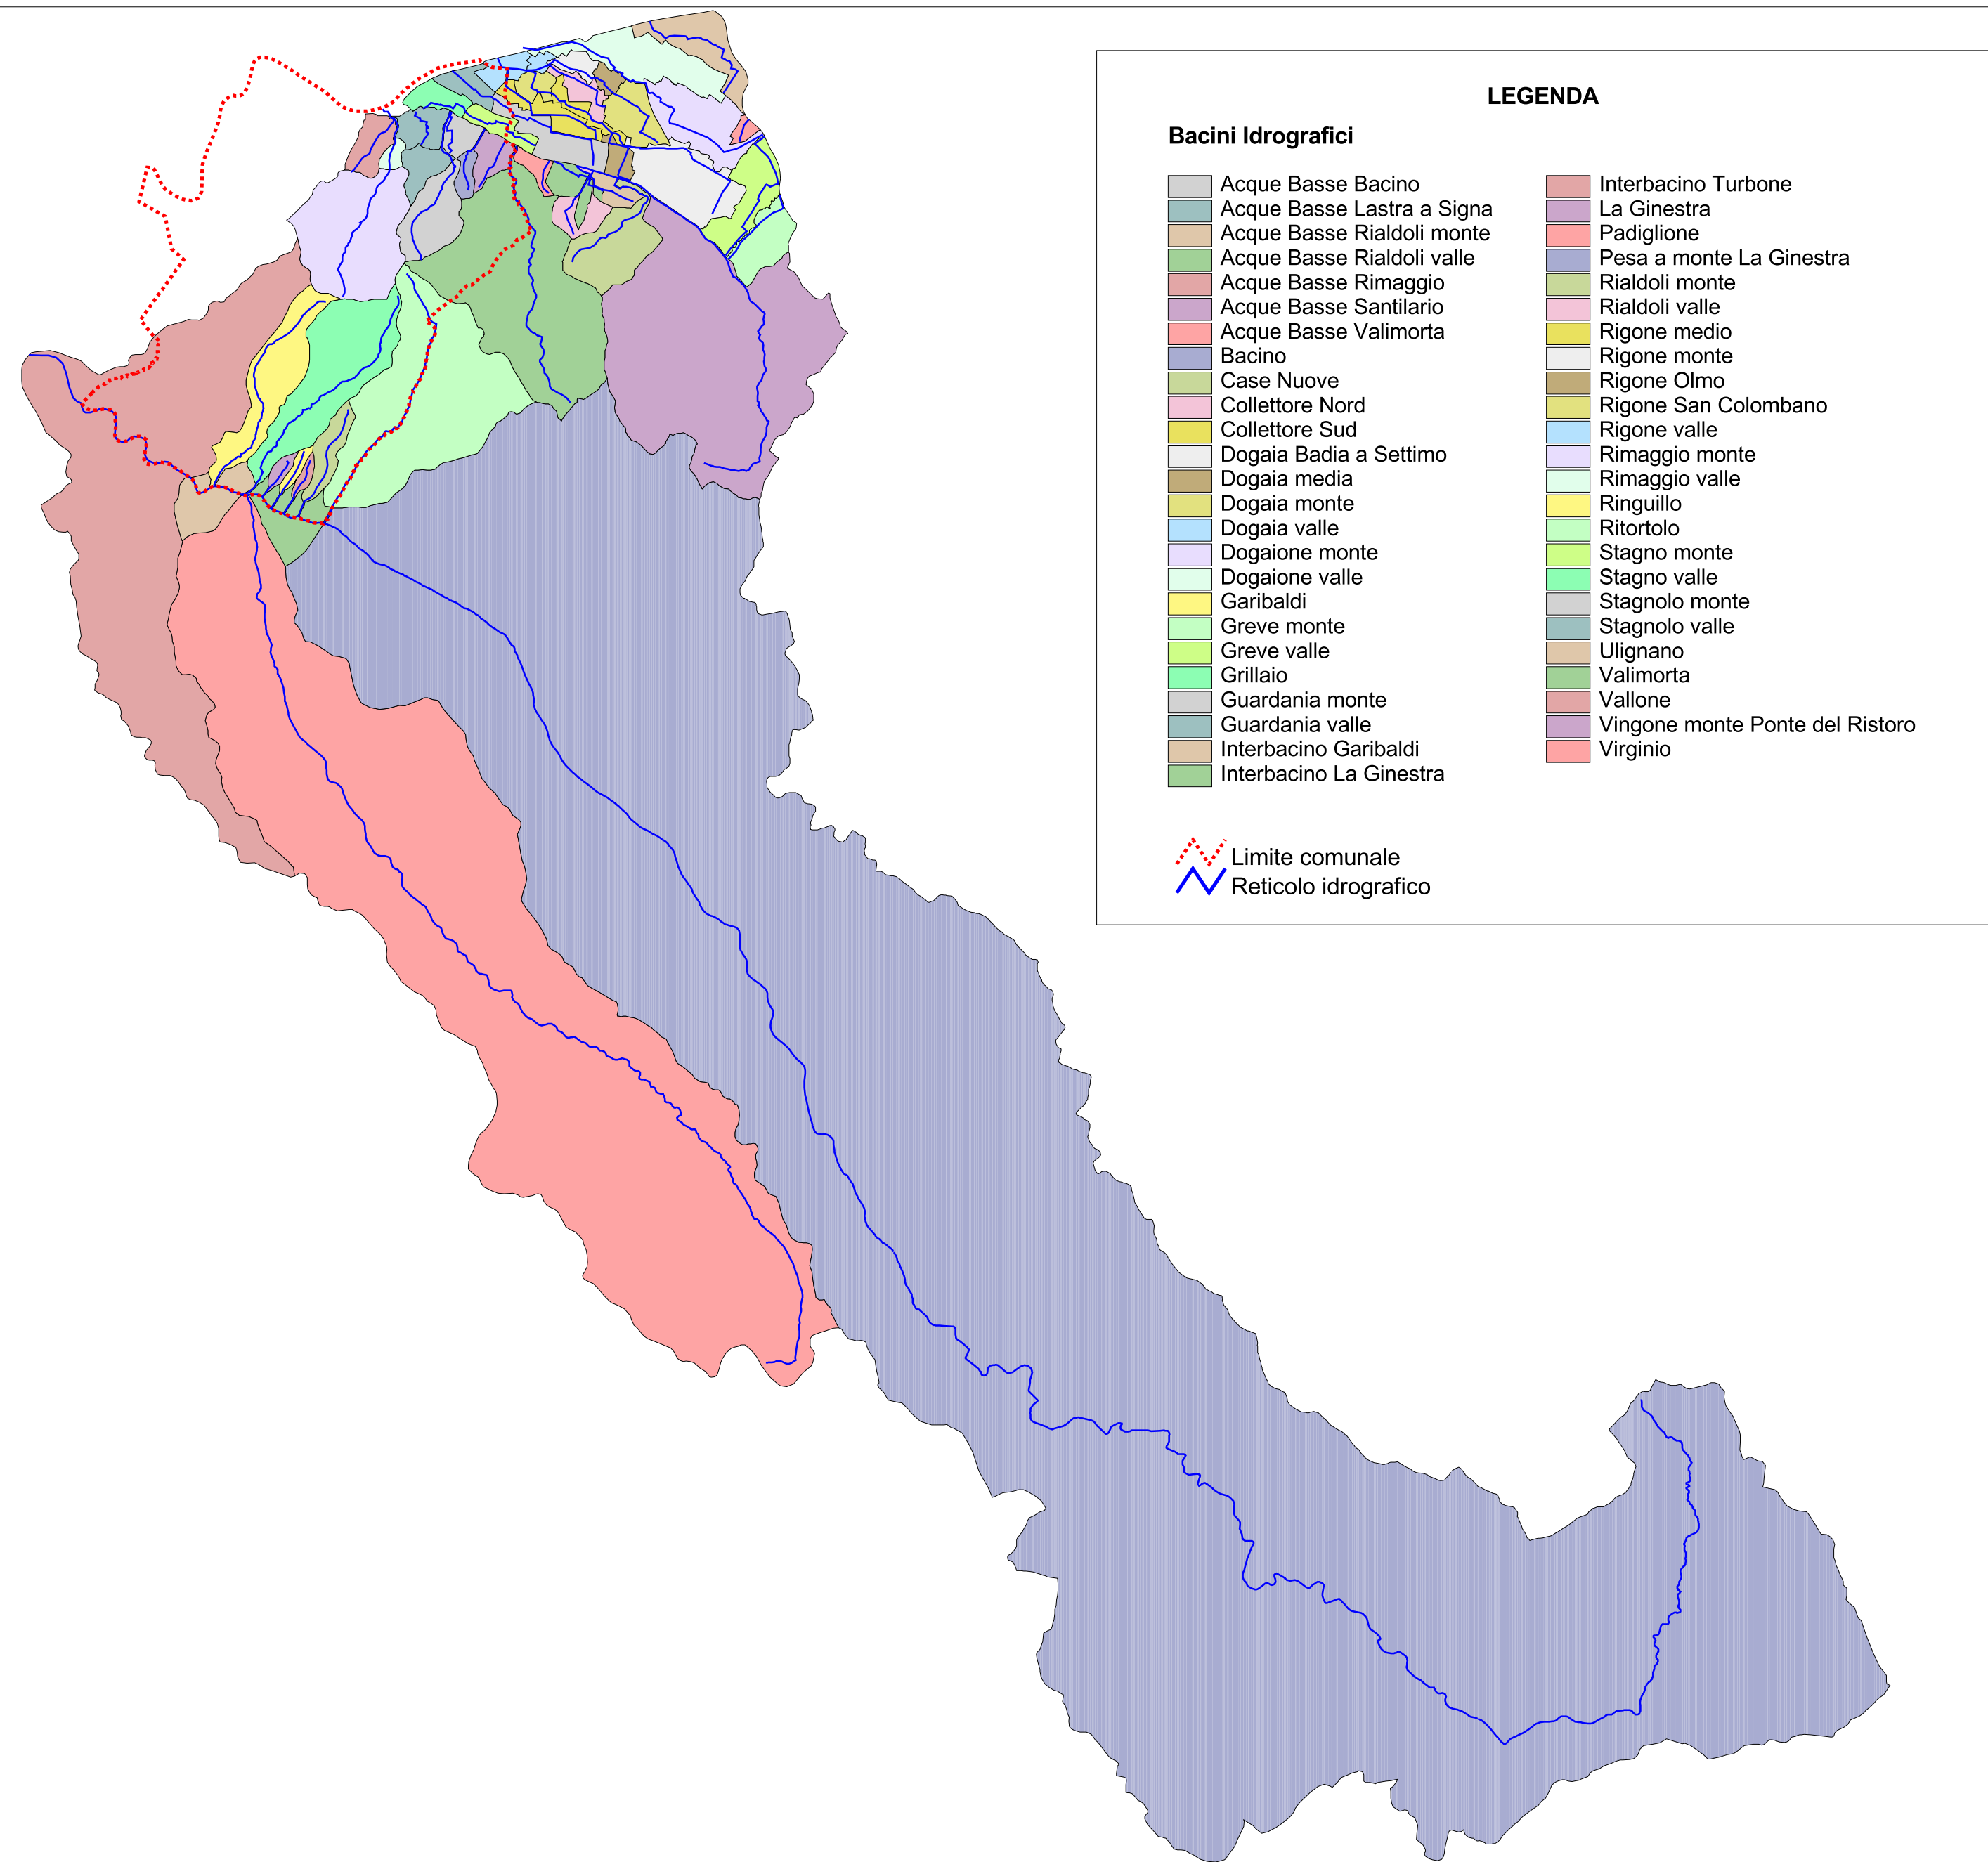 LEGENDA
Bacini Idrografici
Acque Basse Bacino
Acque Basse Lastra a Signa
Acque Basse Rialdoli monte
Acque Basse Rialdoli valle
Acque Basse Rimaggio
Acque Basse Santilario
Acque Basse Valimorta
Bacino
Case Nuove
Collettore Nord
Collettore Sud
Dogaia Badia a Settimo
Dogaia media
Dogaia monte
Dogaia valle
Dogaione monte
Dogaione valle
Garibaldi
Greve monte
Greve valle
Grillaio
Guardania monte
Guardania valle
Interbacino Garibaldi
Interbacino La Ginestra
Interbacino Turbone
La Ginestra
Padiglione
Pesa a monte La Ginestra
Rialdoli monte
Rialdoli valle
Rigone medio
Rigone monte
Rigone Olmo
Rigone San Colombano
Rigone valle
Rimaggio monte
Rimaggio valle
Ringuillo
Ritortolo
Stagno monte
Stagno valle
Stagnolo monte
Stagnolo valle
Ulignano
Valimorta
Vallone
Vingone monte Ponte del Ristoro
Virginio
Limite comunale
Reticolo idrografico